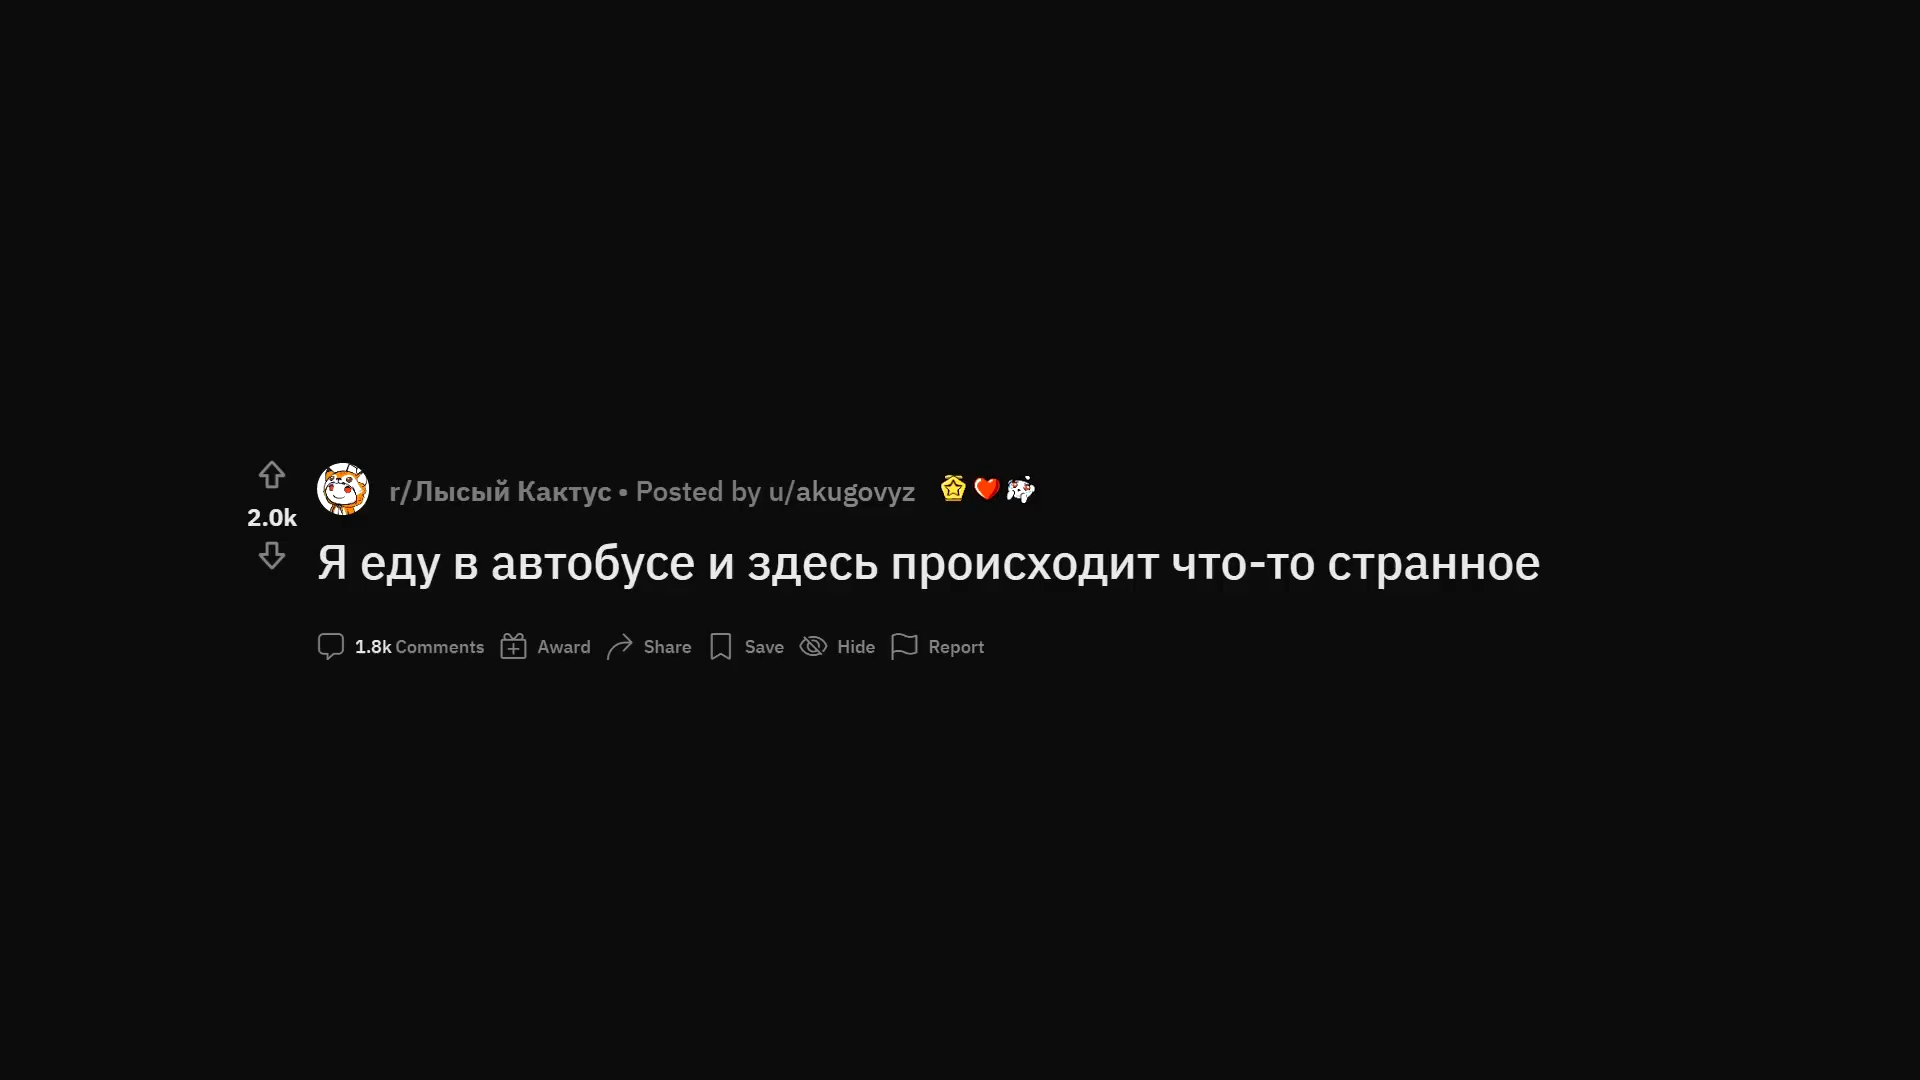 r/Лысый Кактус • Posted by u/akugovyz
2.0k
Я еду в автобусе и здесь происходит что-то странное
1.8k Comments Award Share Save Hide Report